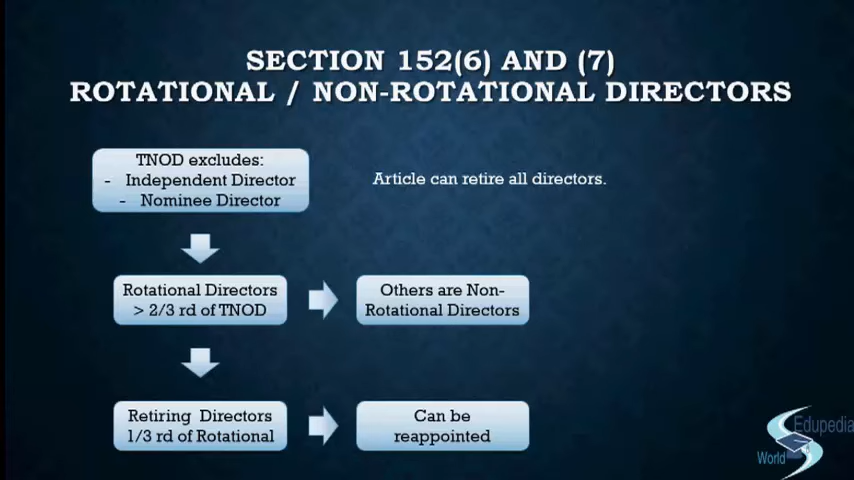 SECTION 152(6) AND (7)
ROTATIONAL / NON-ROTATIONAL DIRECTORS
TNOD excludes:
- Independent Director
- Nominee Director
Article can retire all directors.
Rotational Directors
> 2/3 rd of TNOD
Others are Non-
Rotational Directors
Retiring Directors
1/3 rd of Rotational
Can be
reappointed
Edupedia
World